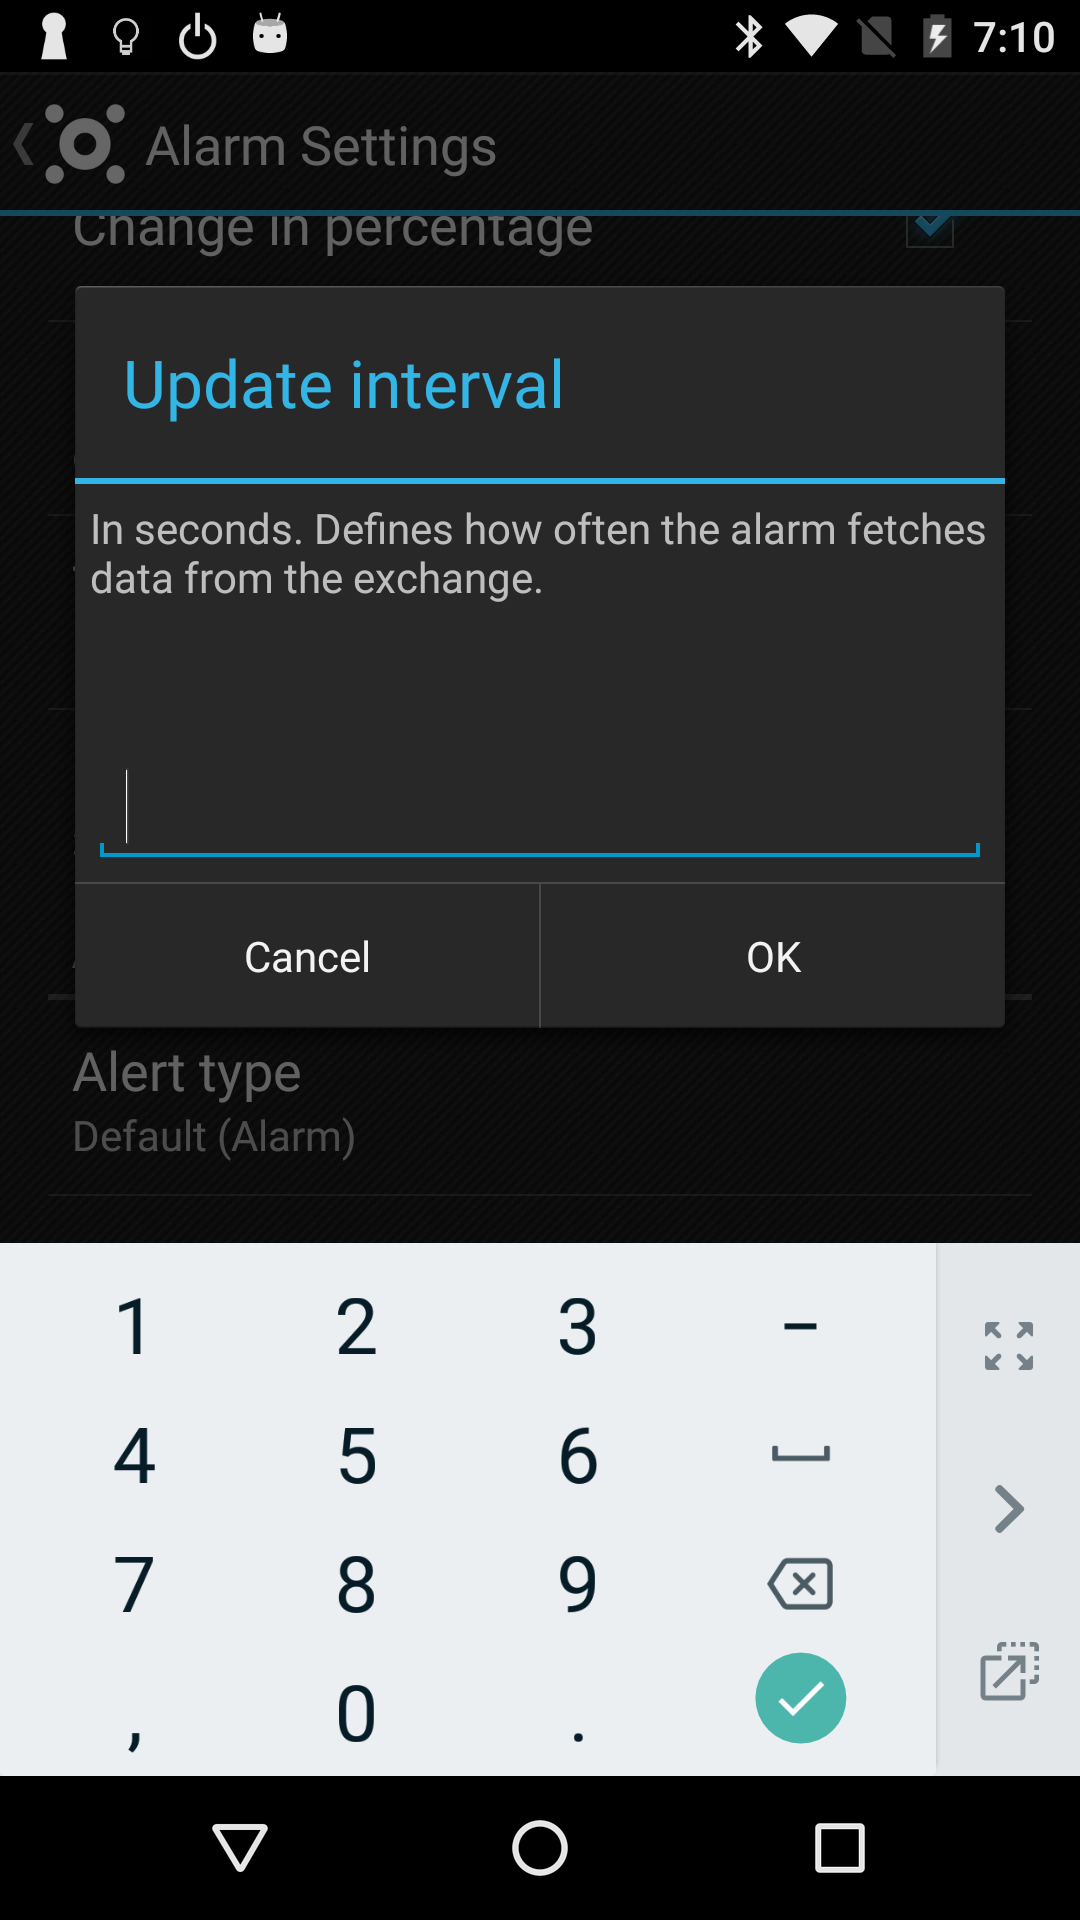 7:10
Alarm Settings
Change in percentage
Update interval
In seconds. Defines how often the alarm fetches
data from the exchange.
Cancel
OK
Alert type
Default (Alarm)
1 2 3 –
4 5 6
7 8 9
, 0 .